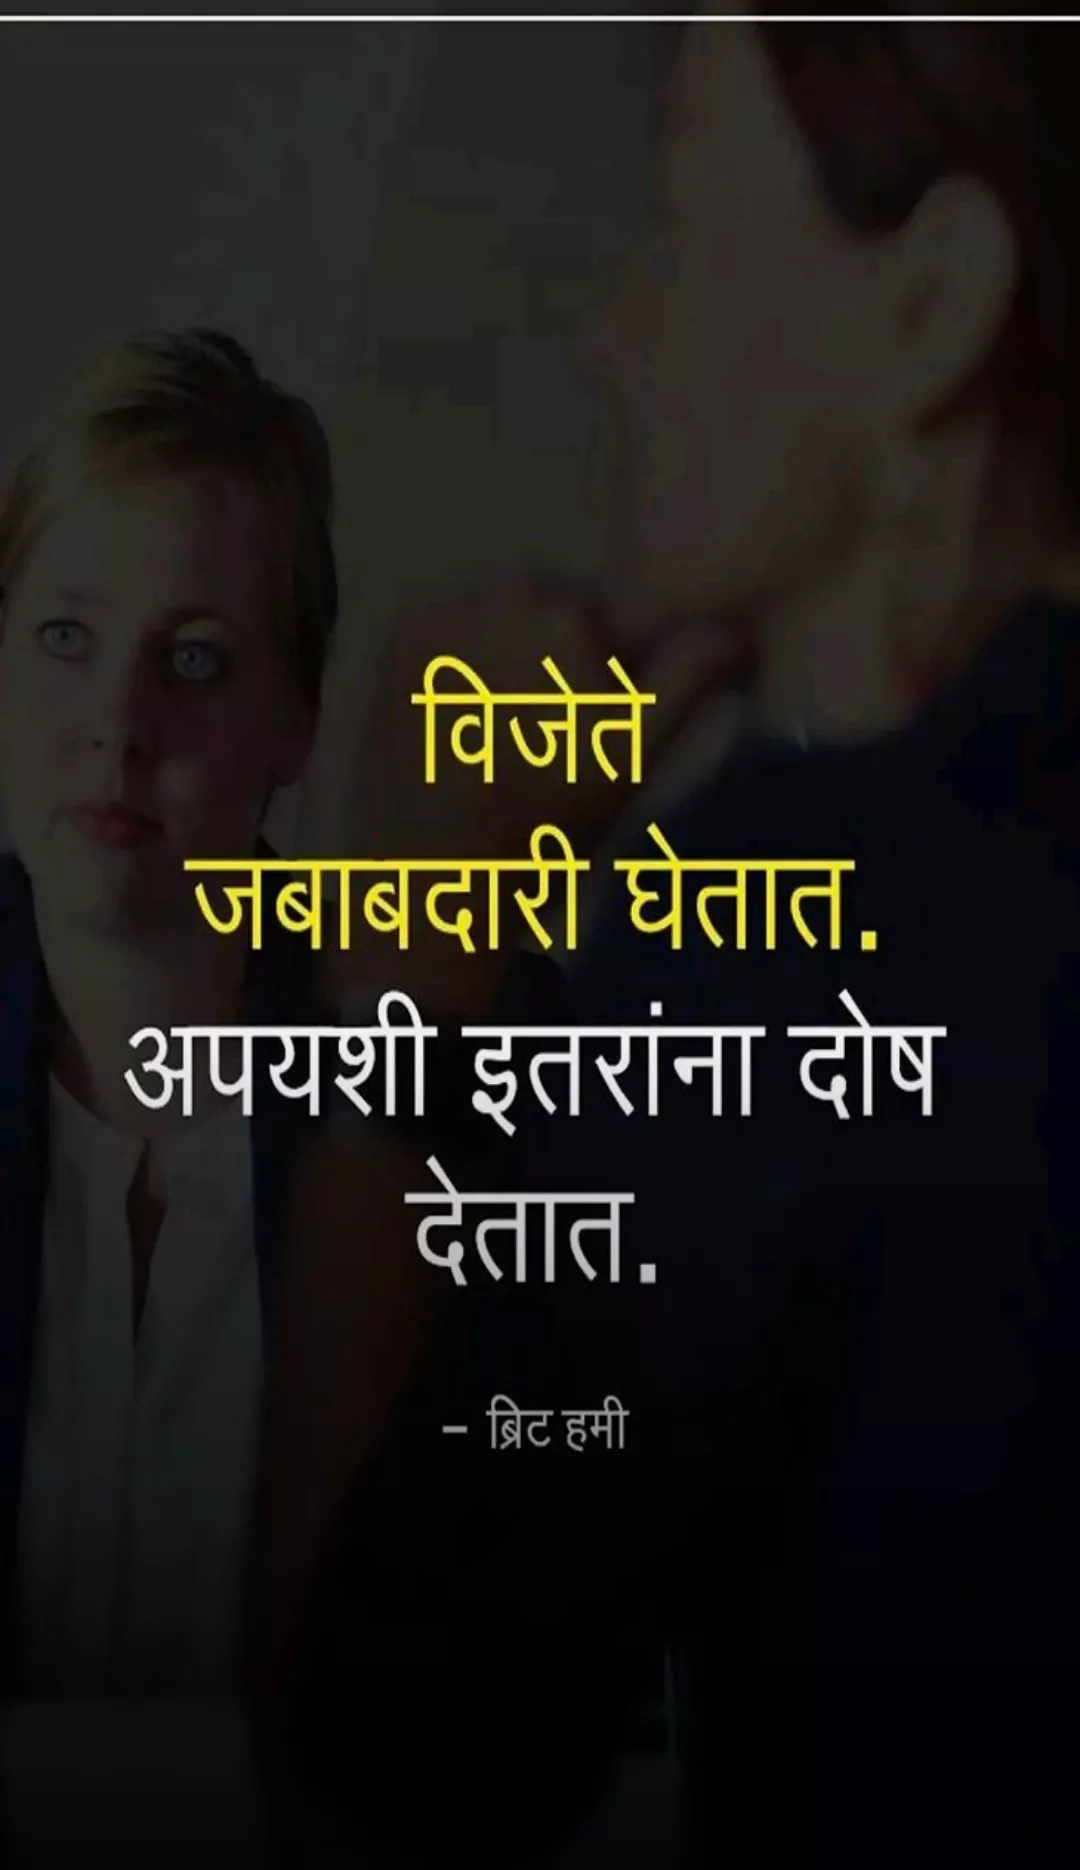 विजेते
जबाबदारी घेतात.
अपयशी इतरांना दोष
देतात.
– ब्रिट हमी